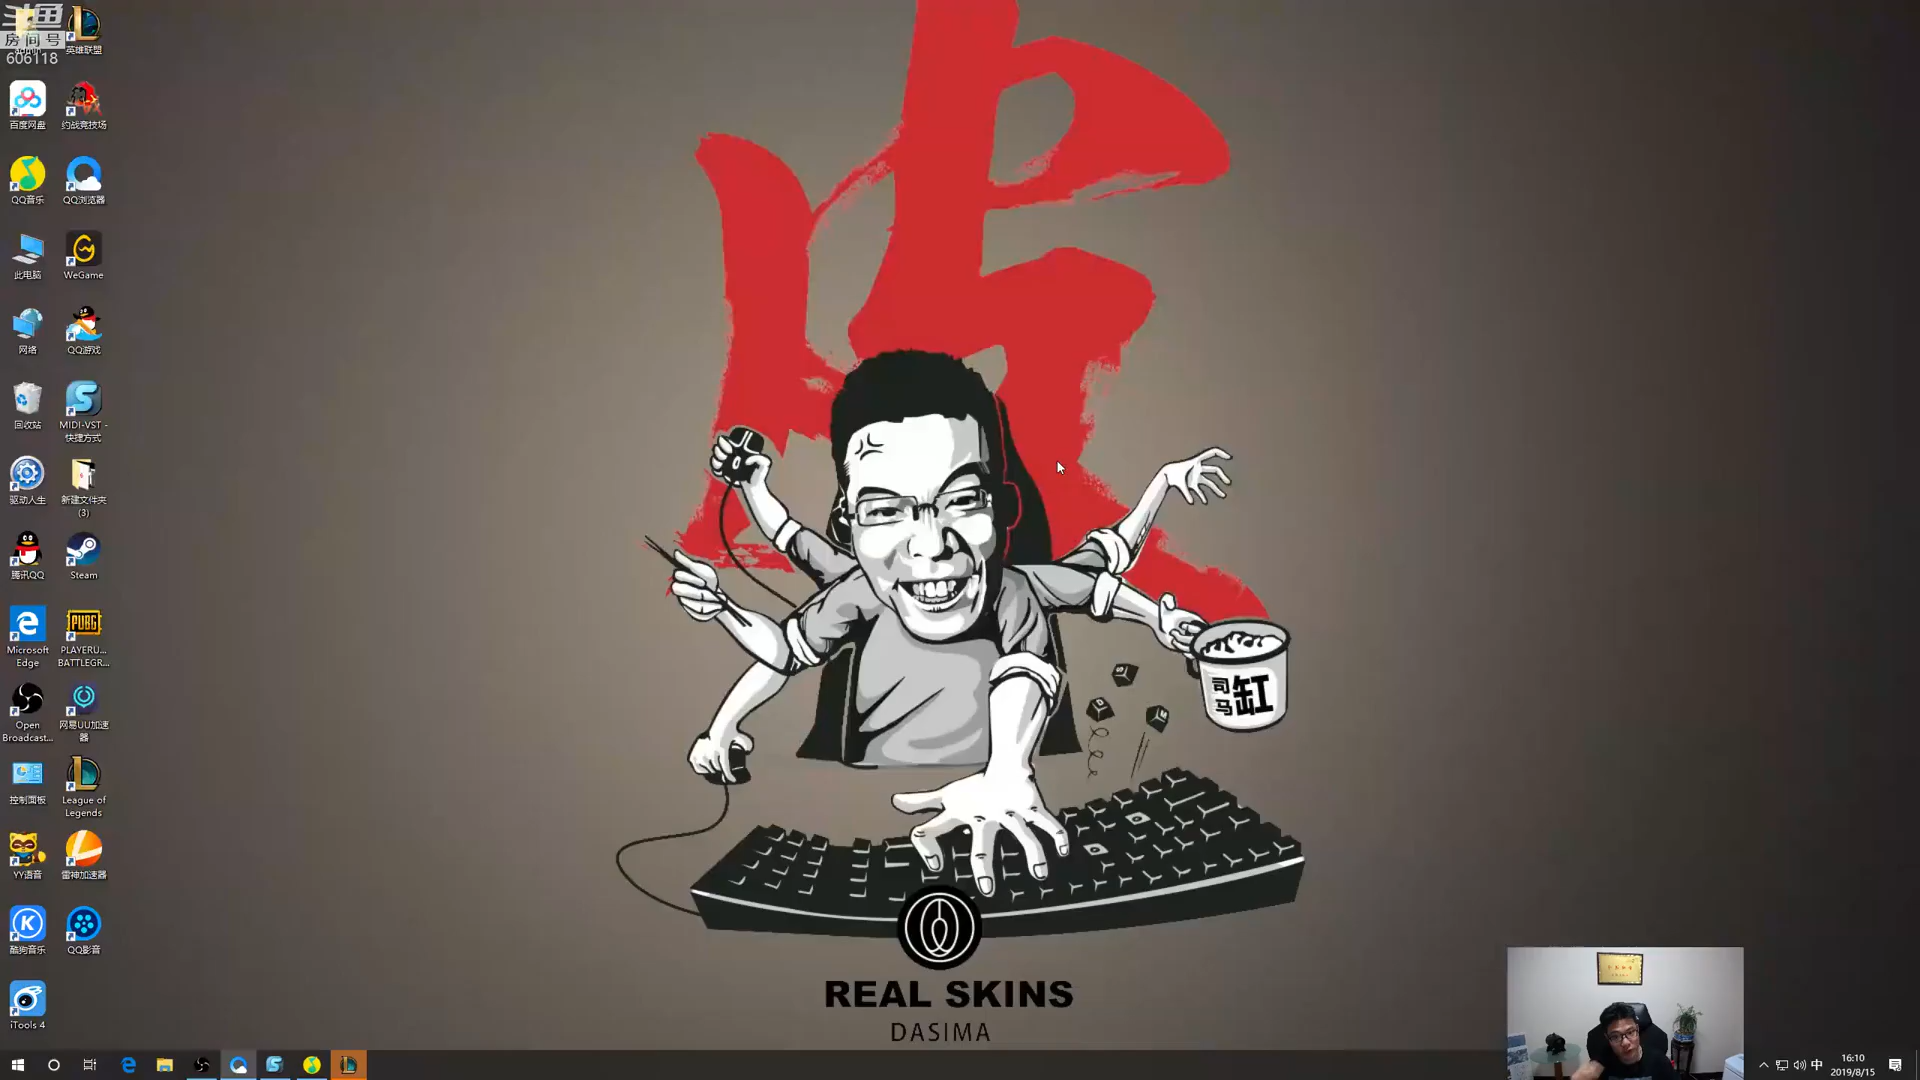 斗鱼
房间号
606118
英雄联盟
百度网盘
约战竞技场
QQ音乐
QQ浏览器
此电脑
WeGame
网络
QQ游戏
回收站
MIDI-VST -
快捷方式
驱动人生
新建文件夹
(3)
腾讯QQ
Steam
Microsoft
Edge
PUBG
PLAYERU...
BATTLEGR...
Open
Broadcast...
网易UU加速
器
控制面板
League of
Legends
YY语音
雷神加速器
酷狗音乐
QQ影音
iTools 4
司马
缸
REAL SKINS
DASIMA
中
16:10
2019/8/15